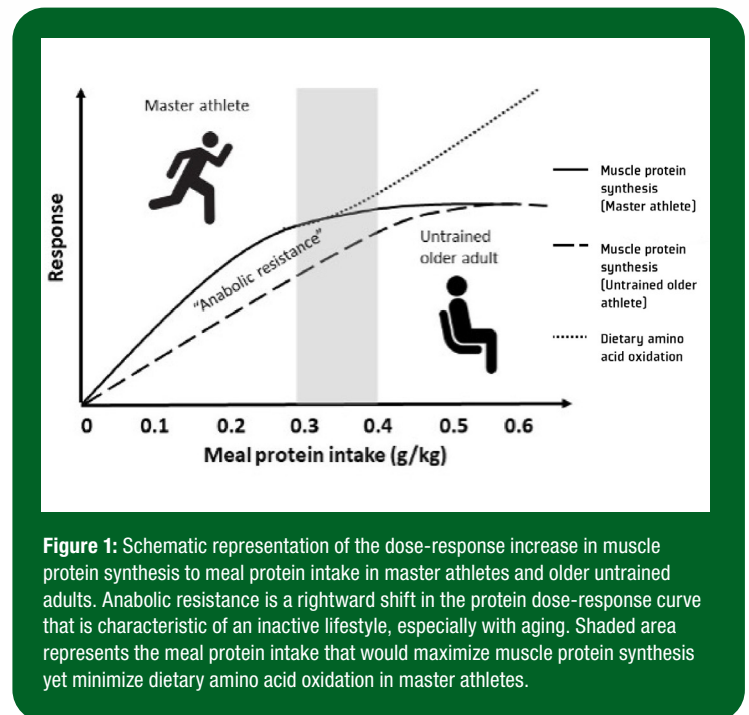 Master athlete
Response
"Anabolic resistance"
Untrained
older adult
0 0.1 0.2 0.3 0.4 0.5 0.6
Meal protein intake (g/kg)
Muscle protein
synthesis
(Master athlete)
Muscle protein
synthesis
(Untrained older
athlete)
Dietary amino
acid oxidation
Figure 1: Schematic representation of the dose-response increase in muscle
protein synthesis to meal protein intake in master athletes and older untrained
adults. Anabolic resistance is a rightward shift in the protein dose-response curve
that is characteristic of an inactive lifestyle, especially with aging. Shaded area
represents the meal protein intake that would maximize muscle protein synthesis
yet minimize dietary amino acid oxidation in master athletes.